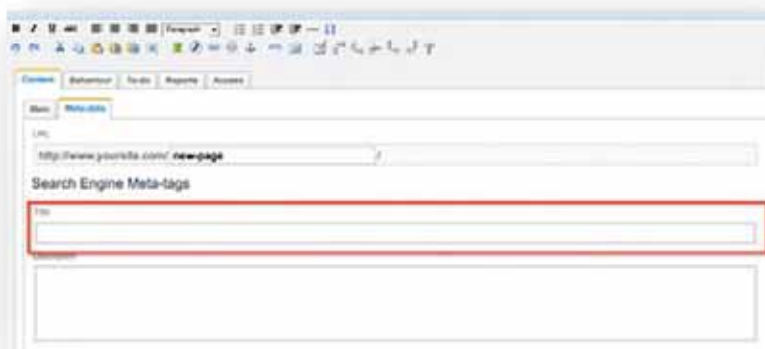 Paragraph
Content Behaviour To-do Reports Access
Main Meta-data
URL
http://www.yoursite.com/ new-page /
Search Engine Meta-tags
Title
Description